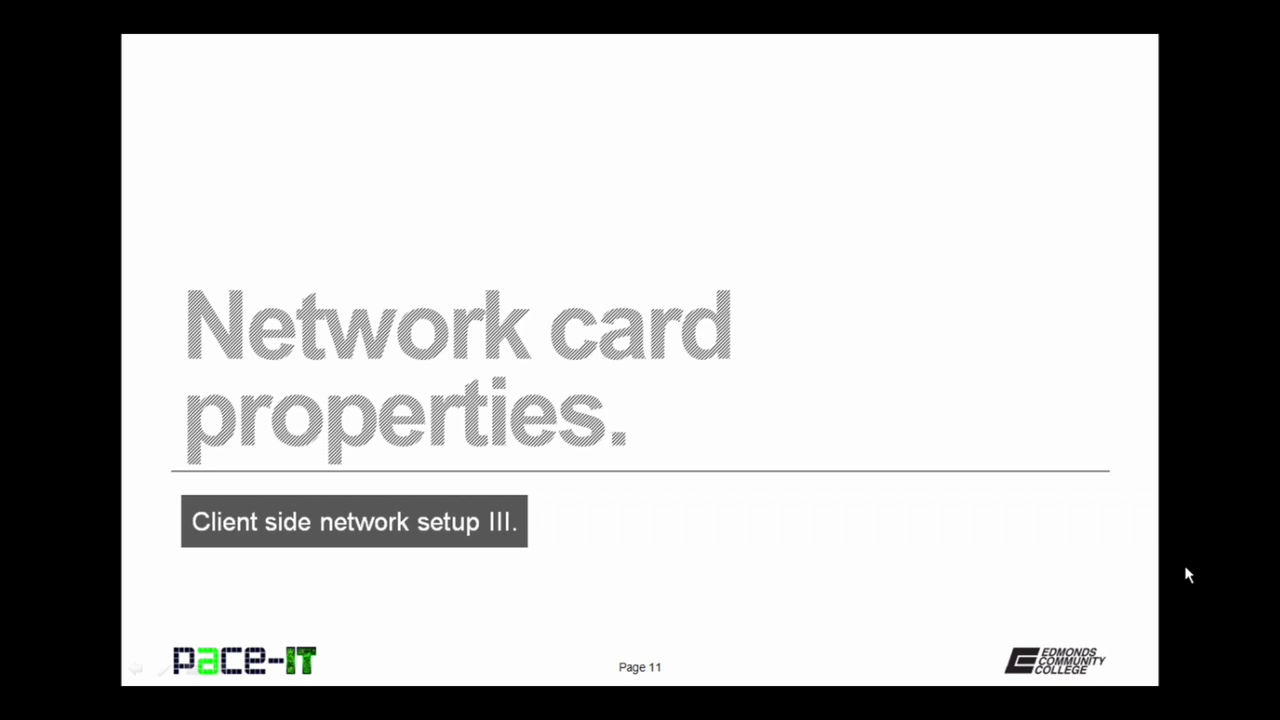 Network card
properties.
Client side network setup III.
pace-IT
Page 11
EDMONDS
COMMUNITY
COLLEGE